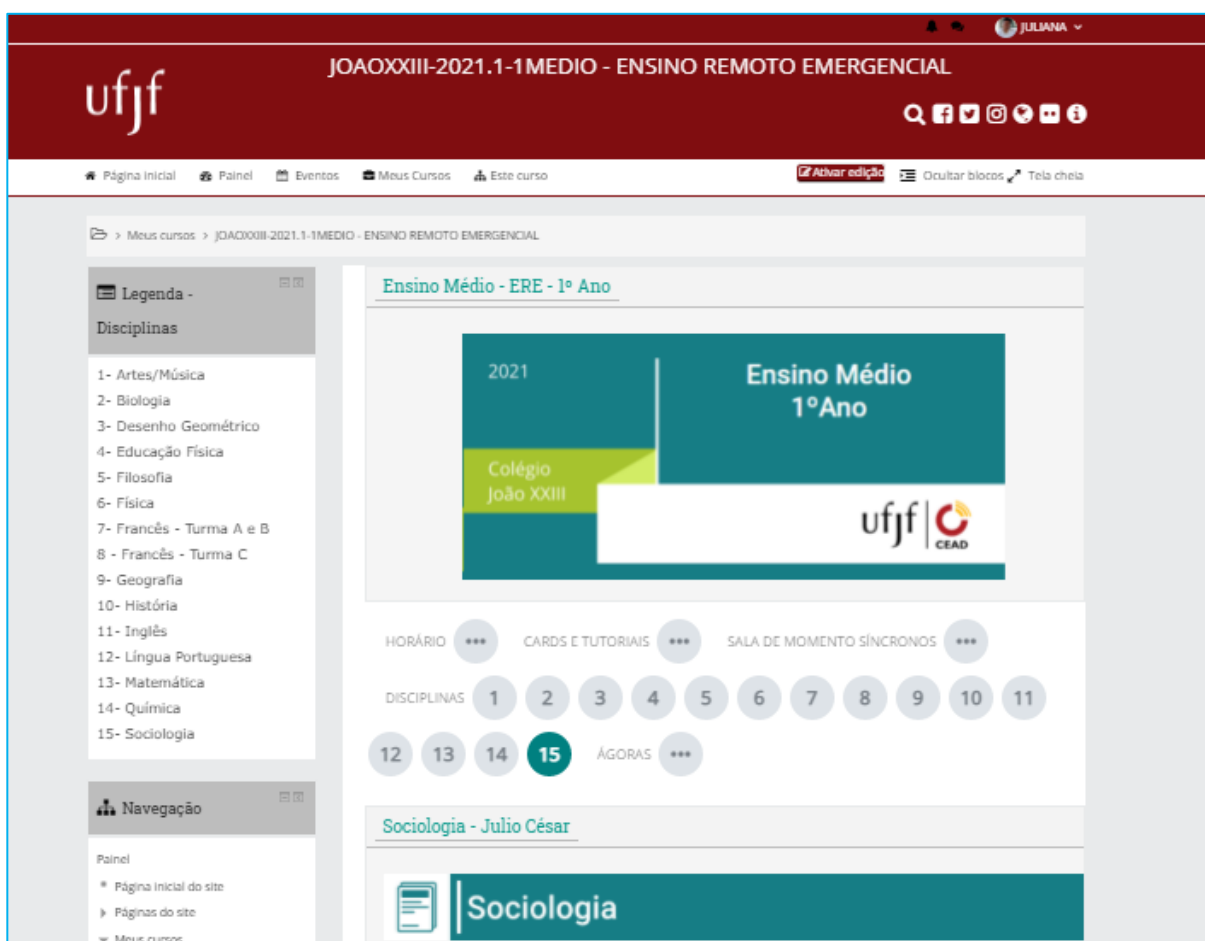 JULIANA
JOAOXXIII-2021.1-1MEDIO - ENSINO REMOTO EMERGENCIAL
ufjf
Página inicial Painel Eventos Meus Cursos Este curso Ativar edição Ocultar blocos Tela cheia
> Meus cursos > JOAOXXIII-2021.1-1MEDIO - ENSINO REMOTO EMERGENCIAL
Legenda -
Disciplinas
1- Artes/Música
2- Biologia
3- Desenho Geométrico
4- Educação Física
5- Filosofia
6- Física
7- Francês - Turma A e B
8 - Francês - Turma C
9- Geografia
10- História
11- Inglês
12- Língua Portuguesa
13- Matemática
14- Química
15- Sociologia
Navegação
Painel
Página inicial do site
Páginas do site
Meus cursos
Ensino Médio - ERE - 1º Ano
2021
Ensino Médio
1ºAno
Colégio
João XXIII
ufjf
CEAD
HORÁRIO ••• CARDS E TUTORIAIS ••• SALA DE MOMENTO SÍNCRONOS •••
DISCIPLINAS 1 2 3 4 5 6 7 8 9 10 11
12 13 14 15 ÁGORAS •••
Sociologia - Julio César
Sociologia